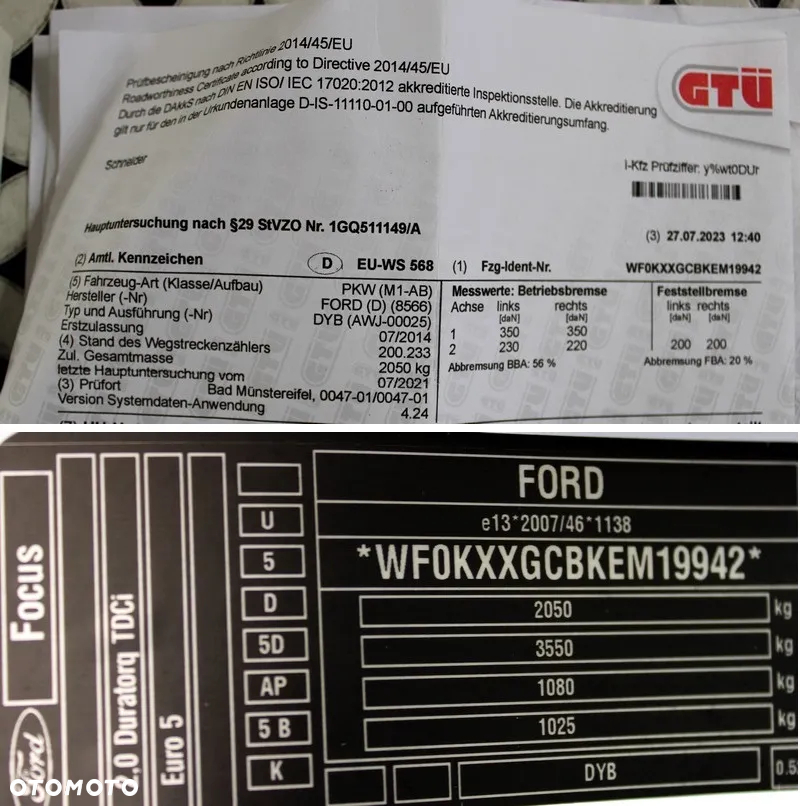 Prüfbescheinigung nach Richtlinie 2014/45/EU
Roadworthiness Certificate according to Directive 2014/45/EU
Durch die DAkkS nach DIN EN ISO/ IEC 17020:2012 akkreditierte Inspektionsstelle. Die Akkreditierung
gilt nur für den in der Urkundenanlage D-IS-11110-01-00 aufgeführten Akkreditierungsumfang.
GTÜ
Schneider
I-Kfz Prüfziffer: y%wt0DUr
Hauptuntersuchung nach §29 StVZO Nr. 1GQ511149/A
(3) 27.07.2023 12:40
(2) Amtl. Kennzeichen D EU-WS 568 (1) Fzg-Ident-Nr. WF0KXXGCBKEM19942
(5) Fahrzeug-Art (Klasse/Aufbau) PKW (M1-AB)
Hersteller (-Nr) FORD (D) (8566)
Typ und Ausführung (-Nr) DYB (AWJ-00025)
Erstzulassung 07/2014
(4) Stand des Wegstreckenzählers 200.233
Zul. Gesamtmasse 2050 kg
letzte Hauptuntersuchung vom 07/2021
(3) Prüfort Bad Münstereifel, 0047-01/0047-01
Version Systemdaten-Anwendung 4.24
Messwerte: Betriebsbremse Feststellbremse
Achse links rechts links rechts
[daN] [daN] [daN] [daN]
1 350 350
2 230 220 200 200
Abbremsung BBA: 56 % Abbremsung FBA: 20 %
Ford
Focus
2,0 Duratorq TDCi
Euro 5
U
5
D
5D
AP
5 B
K
FORD
e13*2007/46*1138
*WF0KXXGCBKEM19942*
2050 kg
3550 kg
1080 kg
1025 kg
DYB
0.5
OTOMOTO